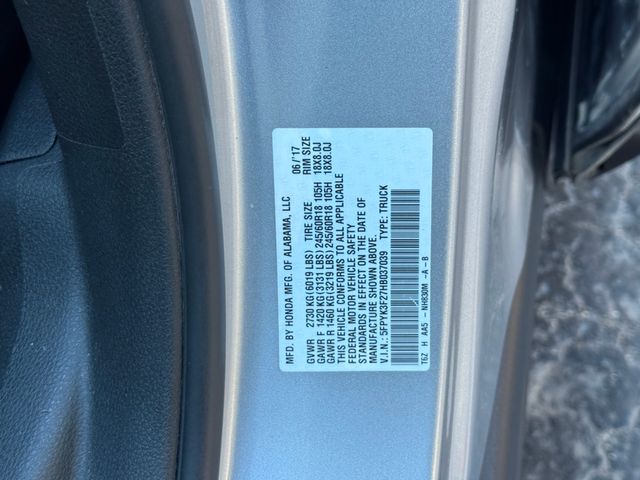 MFD. BY HONDA MFG. OF ALABAMA, LLC 06/'17
GVWR 2730 KG(6019 LBS) TIRE SIZE RIM SIZE
GAWR F 1420 KG(3131 LBS) 245/60R18 105H 18X8.0J
GAWR R 1460 KG(3219 LBS) 245/60R18 105H 18X8.0J
THIS VEHICLE CONFORMS TO ALL APPLICABLE
FEDERAL MOTOR VEHICLE SAFETY
STANDARDS IN EFFECT ON THE DATE OF
MANUFACTURE SHOWN ABOVE.
V.I.N.: 5FPYK3F27HB037039 TYPE: TRUCK
T6Z H AA5 -NH830M -A-B